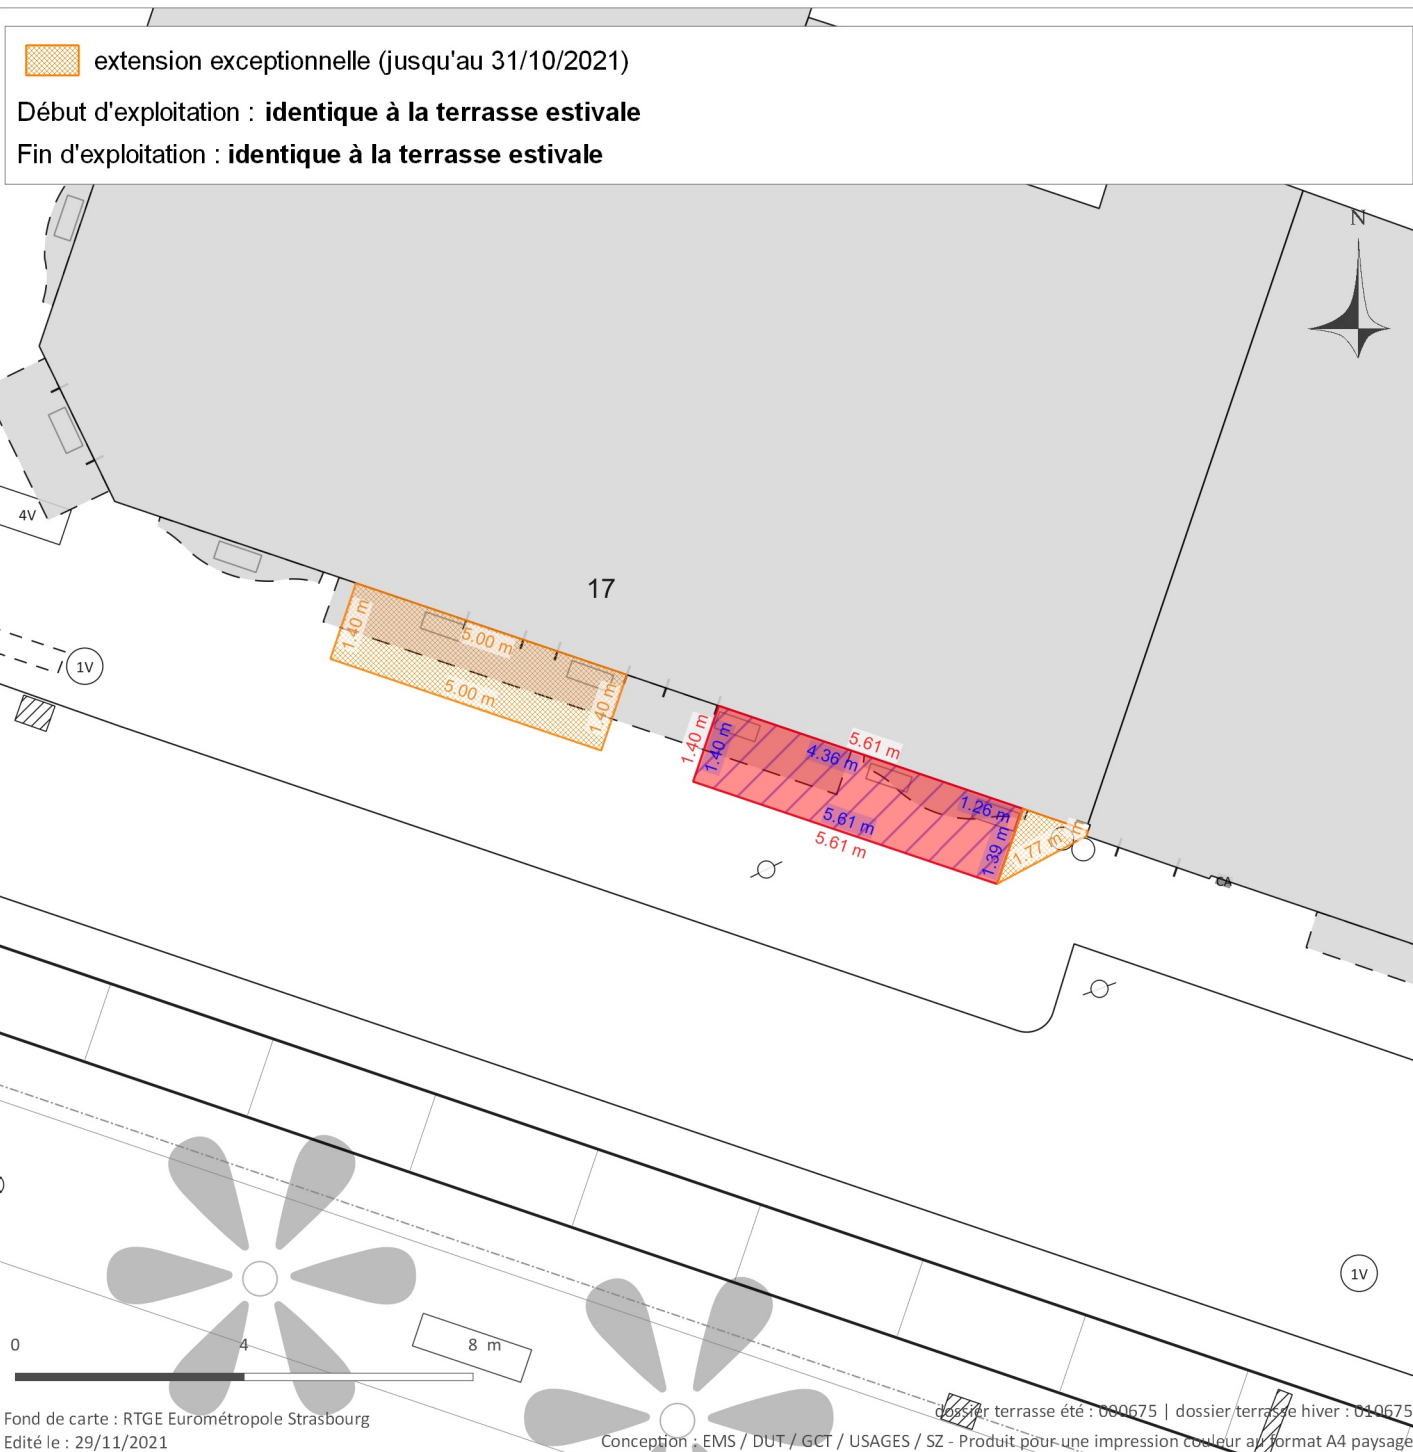 extension exceptionnelle (jusqu'au 31/10/2021)
Début d'exploitation : identique à la terrasse estivale
Fin d'exploitation : identique à la terrasse estivale
N
4V
17
1.40 m
5.00 m
5.00 m
1.40 m
1V
1.40 m
1.40 m
5.61 m
4.36 m
1.26 m
5.61 m
5.61 m
1.39 m
1.77 m
m
CA
1V
0 4 8 m
Fond de carte : RTGE Eurométropole Strasbourg
Edité le : 29/11/2021
dossier terrasse été : 000675 | dossier terrasse hiver : 010675
Conception : EMS / DUT / GCT / USAGES / SZ - Produit pour une impression couleur au format A4 paysage